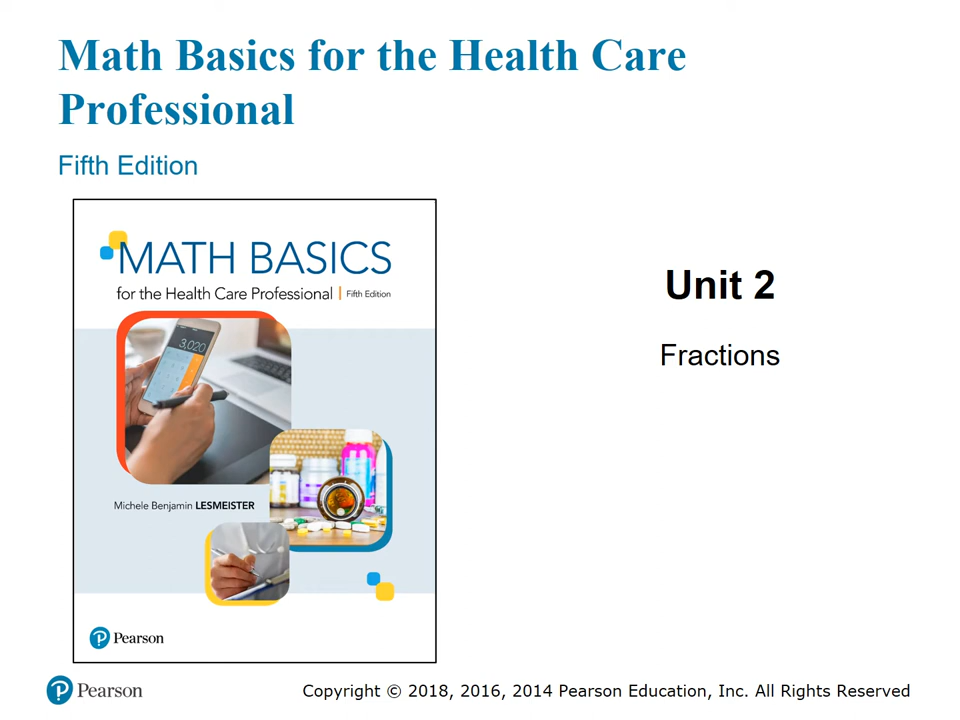 Math Basics for the Health Care
Professional
Fifth Edition
MATH BASICS
for the Health Care Professional | Fifth Edition
3,020
Michele Benjamin LESMEISTER
Pearson
Unit 2
Fractions
Pearson
Copyright © 2018, 2016, 2014 Pearson Education, Inc. All Rights Reserved